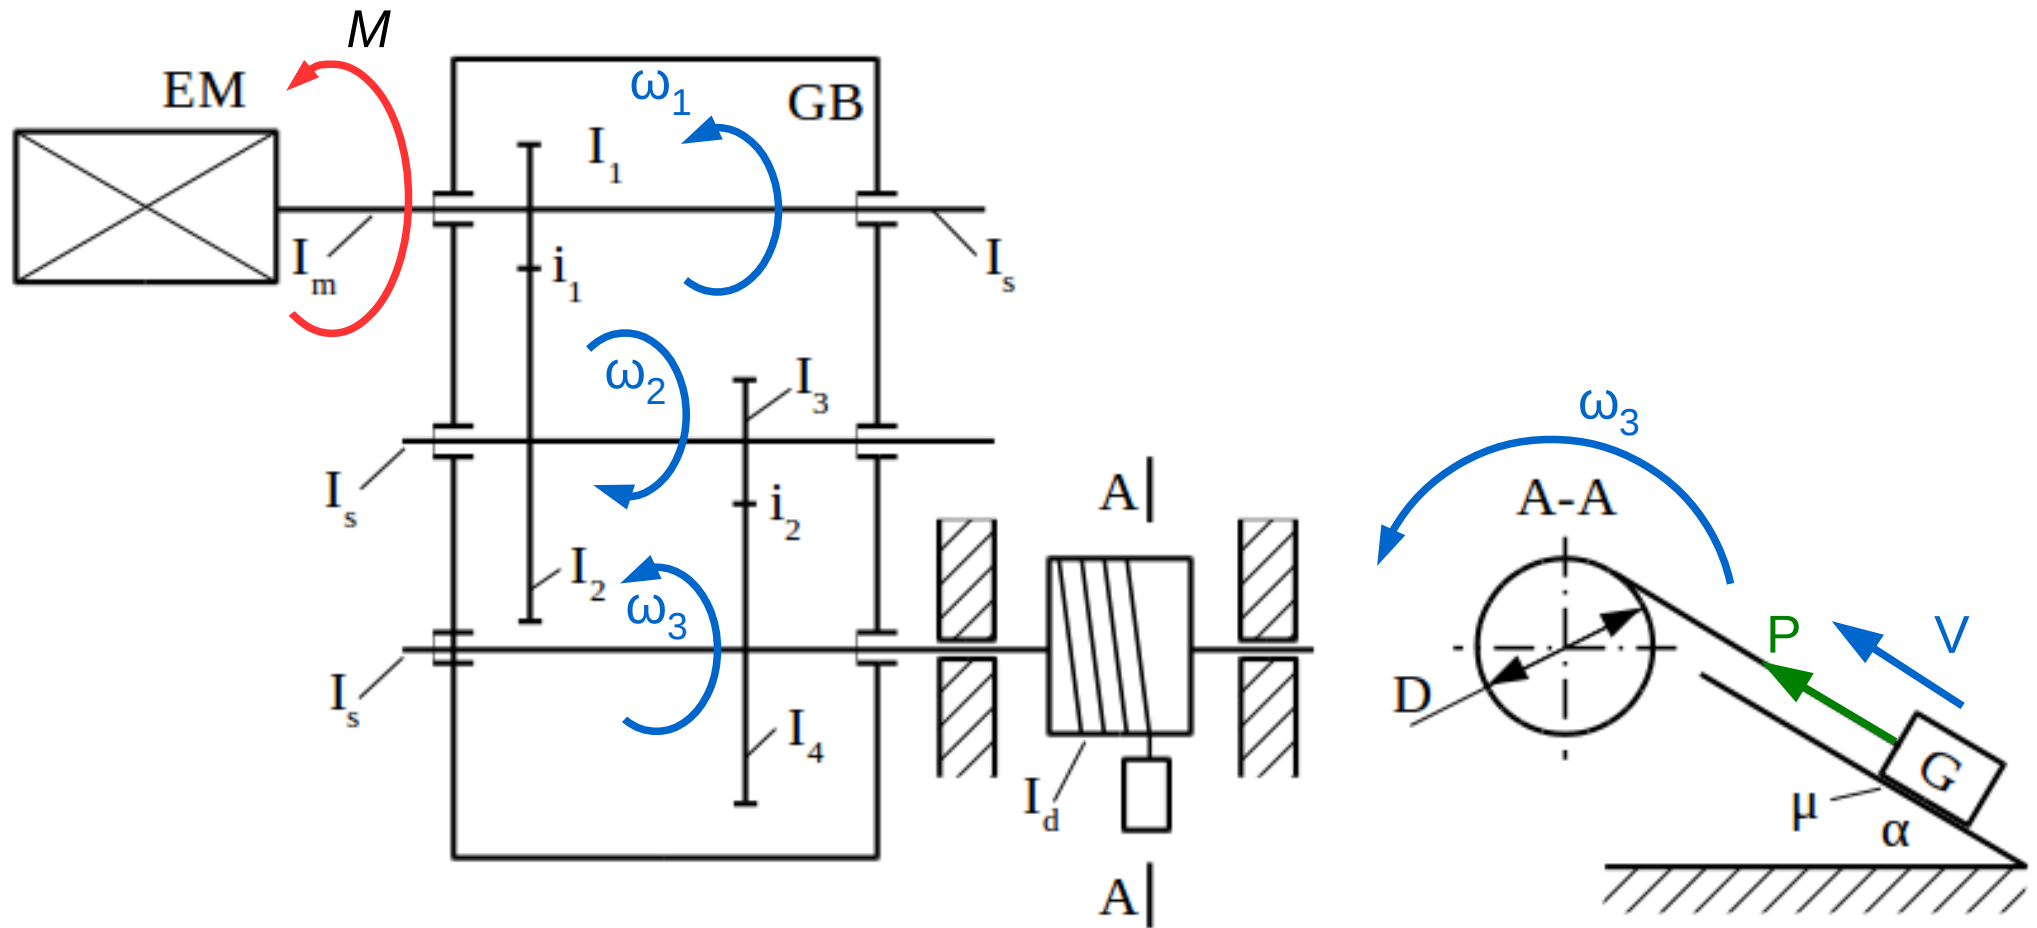 M
EM
ω1
GB
I1
Im
i1
Is
ω2
I3
Is
i2
A
ω3
A-A
I2
ω3
P
V
Is
D
I4
G
Id
μ
α
A